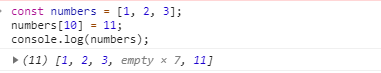 const numbers = [1, 2, 3];
numbers[10] = 11;
console.log(numbers);
(11) [1, 2, 3, empty × 7, 11]